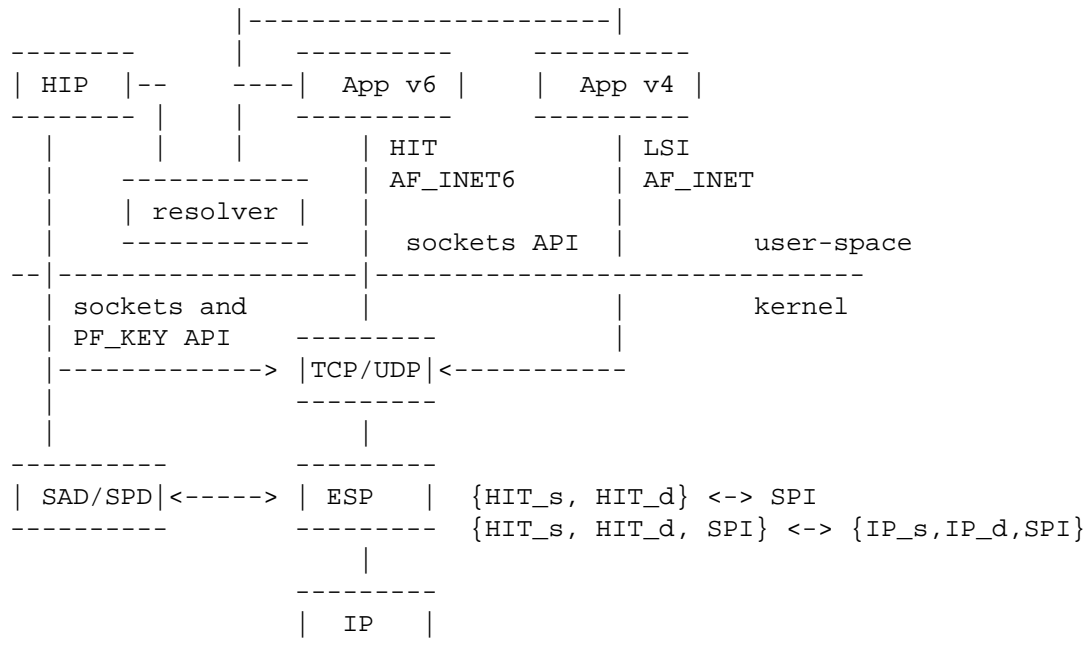 HIP App v6 App v4
HIT LSI
AF_INET6 AF_INET
resolver
sockets API user-space
sockets and kernel
PF_KEY API
TCP/UDP
SAD/SPD ESP {HIT_s, HIT_d} <-> SPI
{HIT_s, HIT_d, SPI} <-> {IP_s,IP_d,SPI}
IP